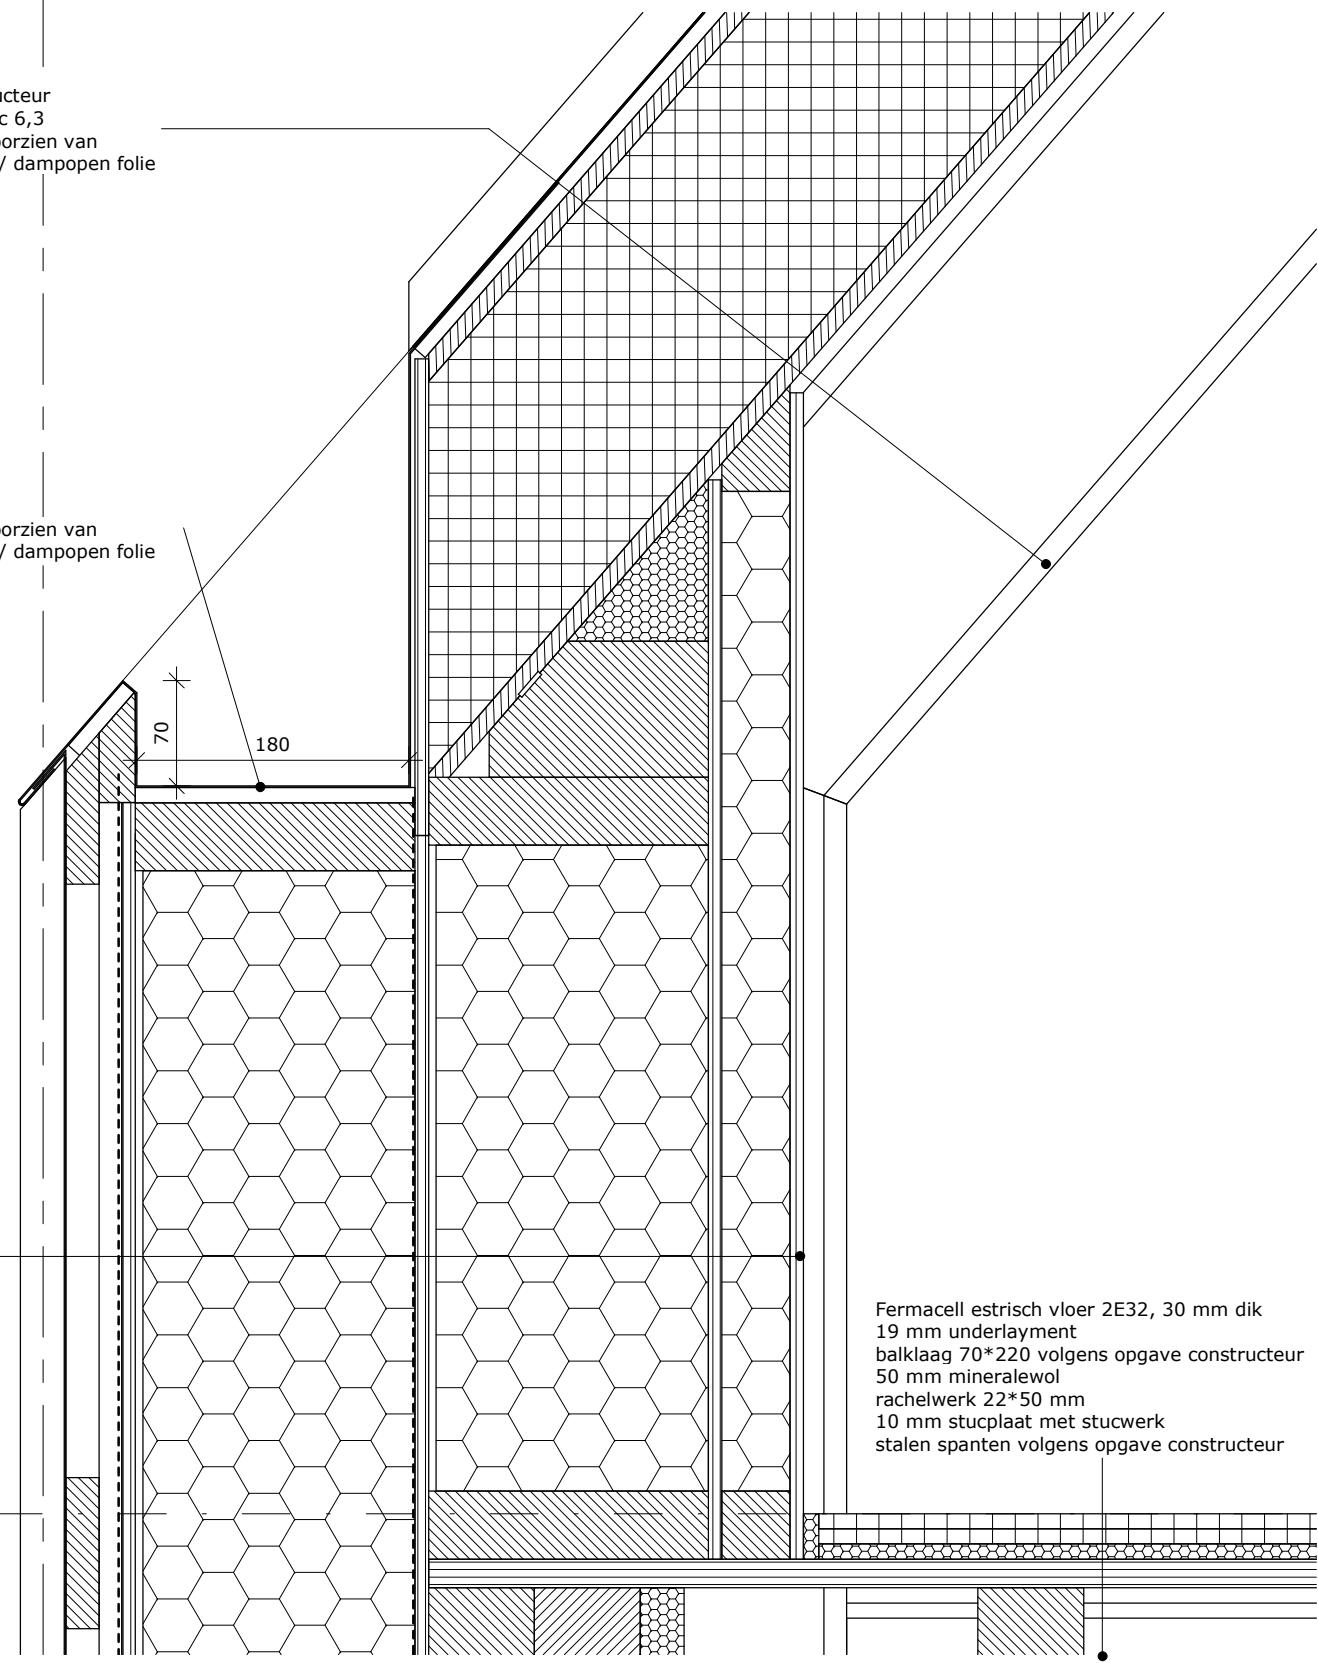 ucteur
c 6,3
orzien van
/ dampopen folie
orzien van
/ dampopen folie
70
180
Fermacell estrisch vloer 2E32, 30 mm dik
19 mm underlayment
balklaag 70*220 volgens opgave constructeur
50 mm mineralewol
rachelwerk 22*50 mm
10 mm stucplaat met stucwerk
stalen spanten volgens opgave constructeur